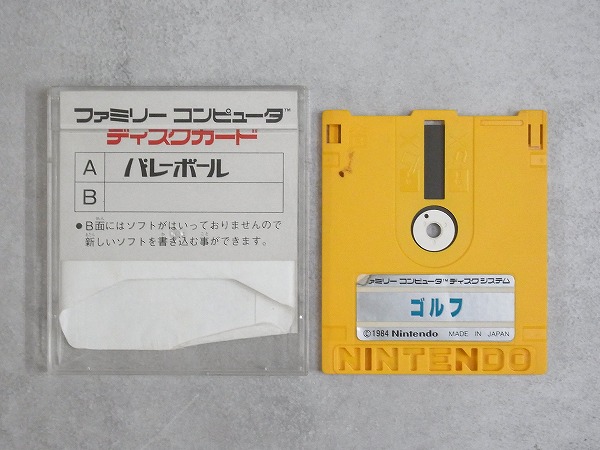 ファミリー コンピュータ™
ディスクカード
A バレーボール
B
●B面にはソフトがはいっておりませんので
新しいソフトを書き込む事ができます。
ファミリー コンピュータ™ ディスクシステム
ゴルフ
©1984 Nintendo MADE IN JAPAN
NINTENDO